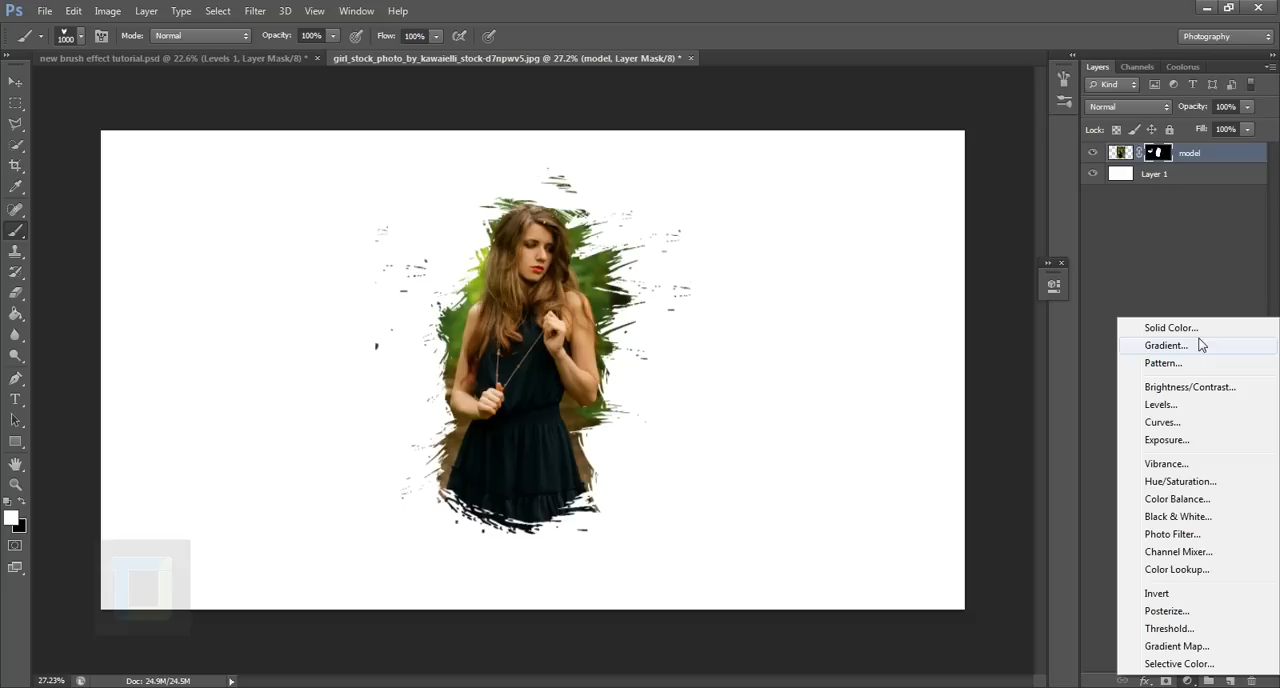 Ps File Edit Image Layer Type Select Filter 3D View Window Help
1000 Mode: Normal Opacity: 100% Flow: 100% Photography
new brush effect tutorial.psd @ 22.6% (Levels 1, Layer Mask/8) * × girl_stock_photo_by_kawaielli_stock-d7npwv5.jpg @ 27.2% (model, Layer Mask/8) * ×
Layers Channels Coolorus
Kind
Normal Opacity: 100%
Lock: Fill: 100%
model
Layer 1
Solid Color...
Gradient...
Pattern...
Brightness/Contrast...
Levels...
Curves...
Exposure...
Vibrance...
Hue/Saturation...
Color Balance...
Black & White...
Photo Filter...
Channel Mixer...
Color Lookup...
Invert
Posterize...
Threshold...
Gradient Map...
Selective Color...
27.23% Doc: 24.9M/24.5M